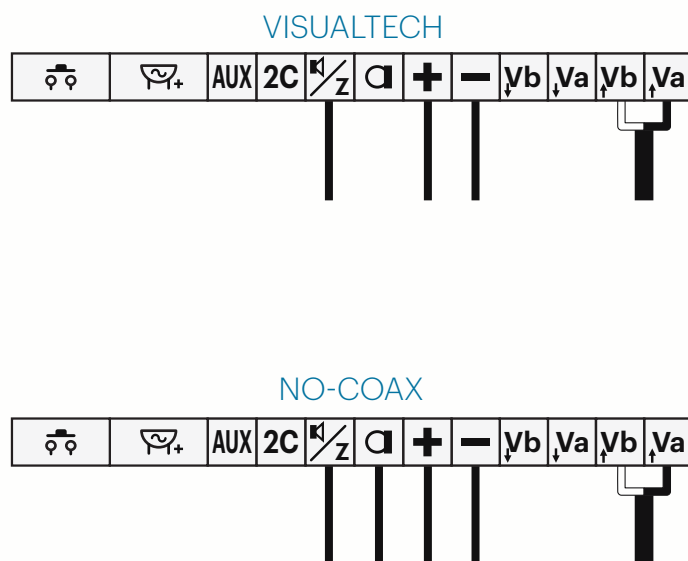 VISUALTECH
AUX 2C Z + − ↓Vb ↓Va ↑Vb ↑Va
NO-COAX
AUX 2C Z + − ↓Vb ↓Va ↑Vb ↑Va